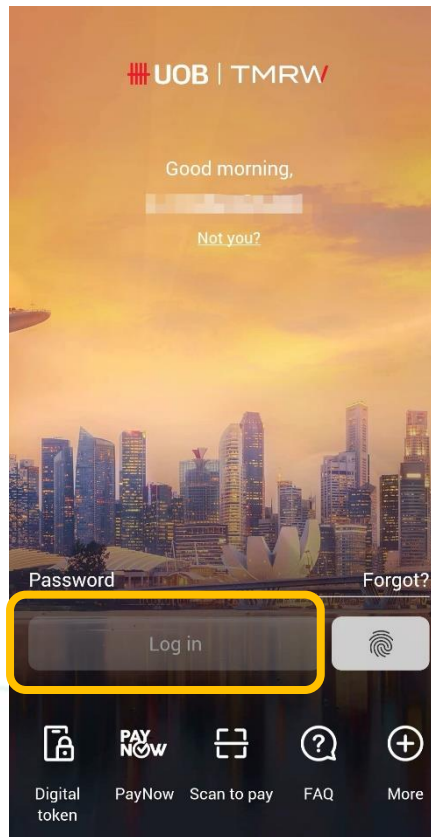 UOB | TMRW
Good morning,
Not you?
Password Forgot?
Log in
PAY
NOW
Digital
token
PayNow
Scan to pay
FAQ
More